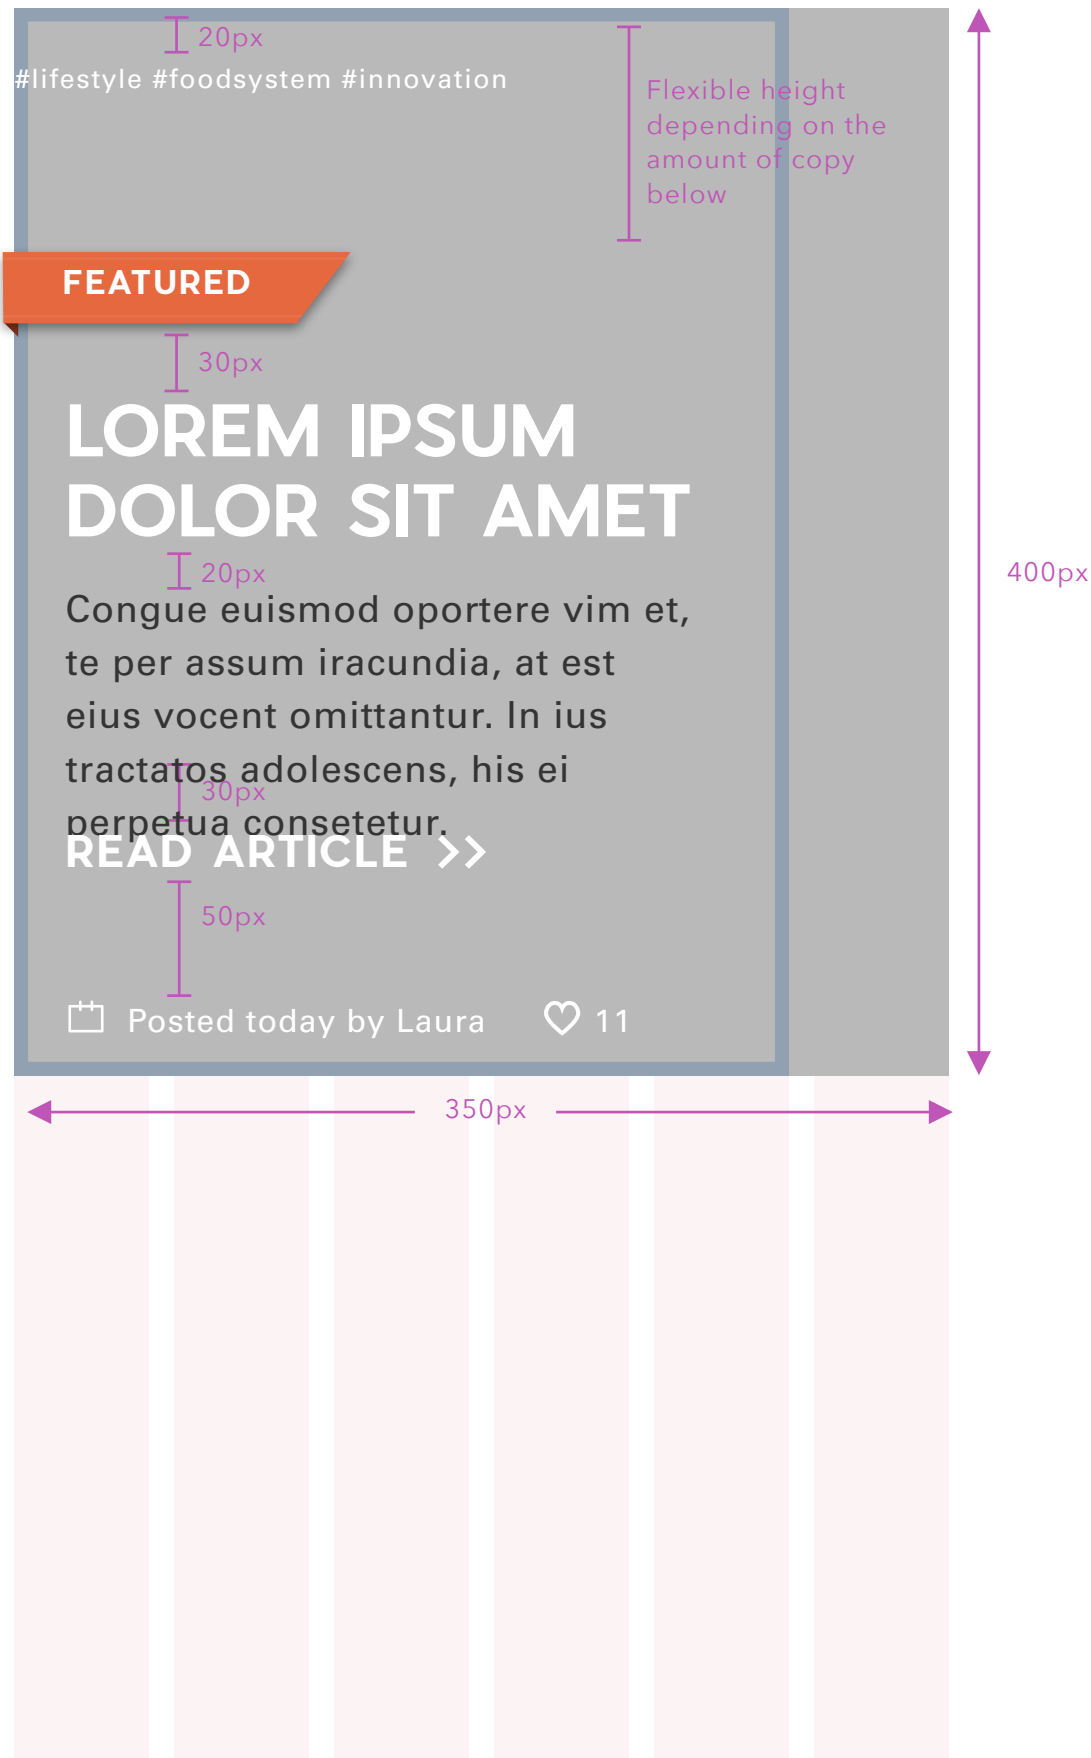 20px
#lifestyle #foodsystem #innovation
Flexible height
depending on the
amount of copy
below
FEATURED
30px
LOREM IPSUM
DOLOR SIT AMET
20px
400px
Congue euismod oportere vim et,
te per assum iracundia, at est
eius vocent omittantur. In ius
tractatos adolescens, his ei
30px
perpetua consetetur.
READ ARTICLE >>
50px
Posted today by Laura 11
350px